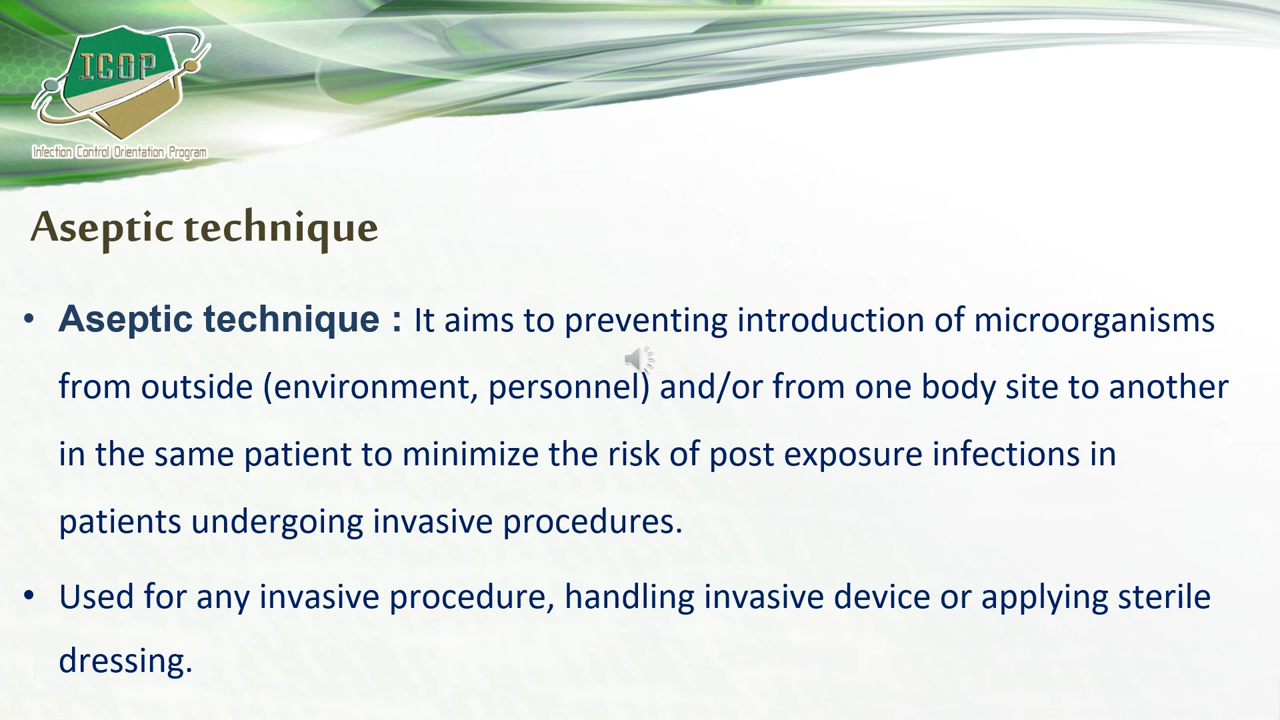 ICOP
Infection Control Orientation Program
Aseptic technique
• Aseptic technique : It aims to preventing introduction of microorganisms
from outside (environment, personnel) and/or from one body site to another
in the same patient to minimize the risk of post exposure infections in
patients undergoing invasive procedures.
• Used for any invasive procedure, handling invasive device or applying sterile
dressing.